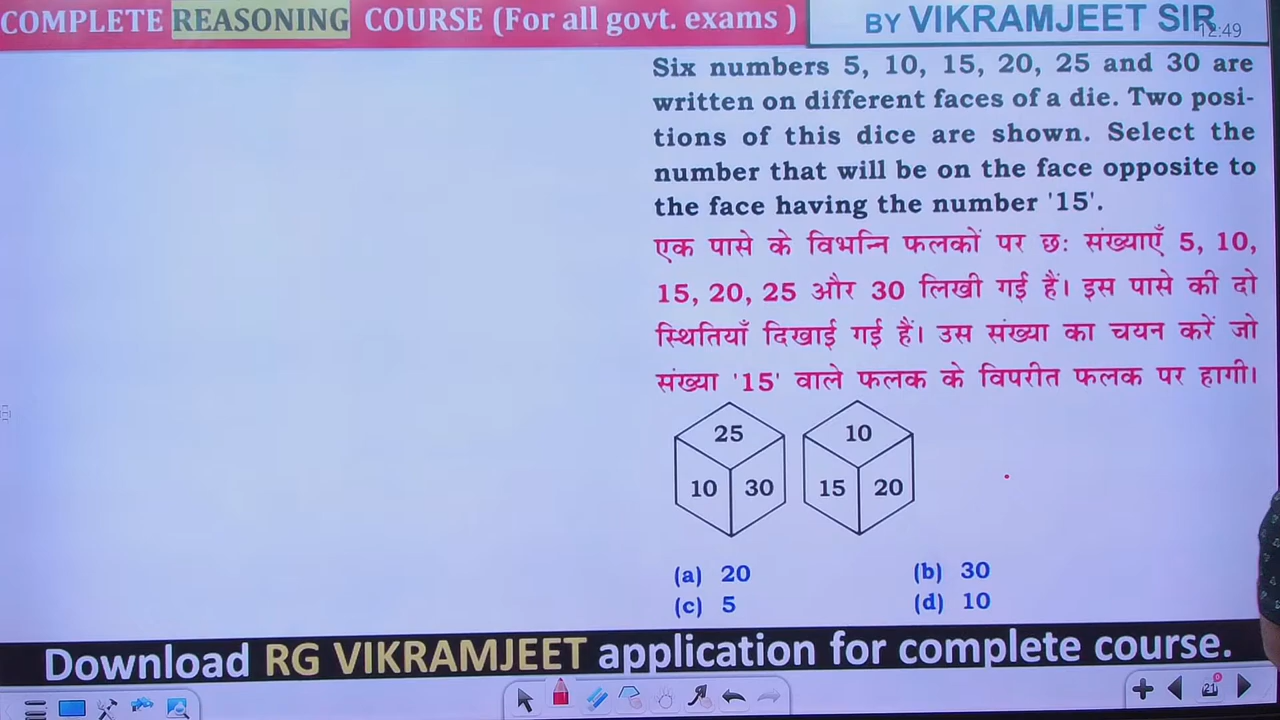 COMPLETE REASONING COURSE (For all govt. exams )
BY VIKRAMJEET SIR
12:49
Six numbers 5, 10, 15, 20, 25 and 30 are
written on different faces of a die. Two posi-
tions of this dice are shown. Select the
number that will be on the face opposite to
the face having the number '15'.
एक पासे के विभन्नि फलकों पर छः संख्याएँ 5, 10,
15, 20, 25 और 30 लिखी गई हैं। इस पासे की दो
स्थितियाँ दिखाई गई हैं। उस संख्या का चयन करें जो
संख्या '15' वाले फलक के विपरीत फलक पर हागी।
25 10
10 30 15 20
(a) 20 (b) 30
(c) 5 (d) 10
Download RG VIKRAMJEET application for complete course.
21